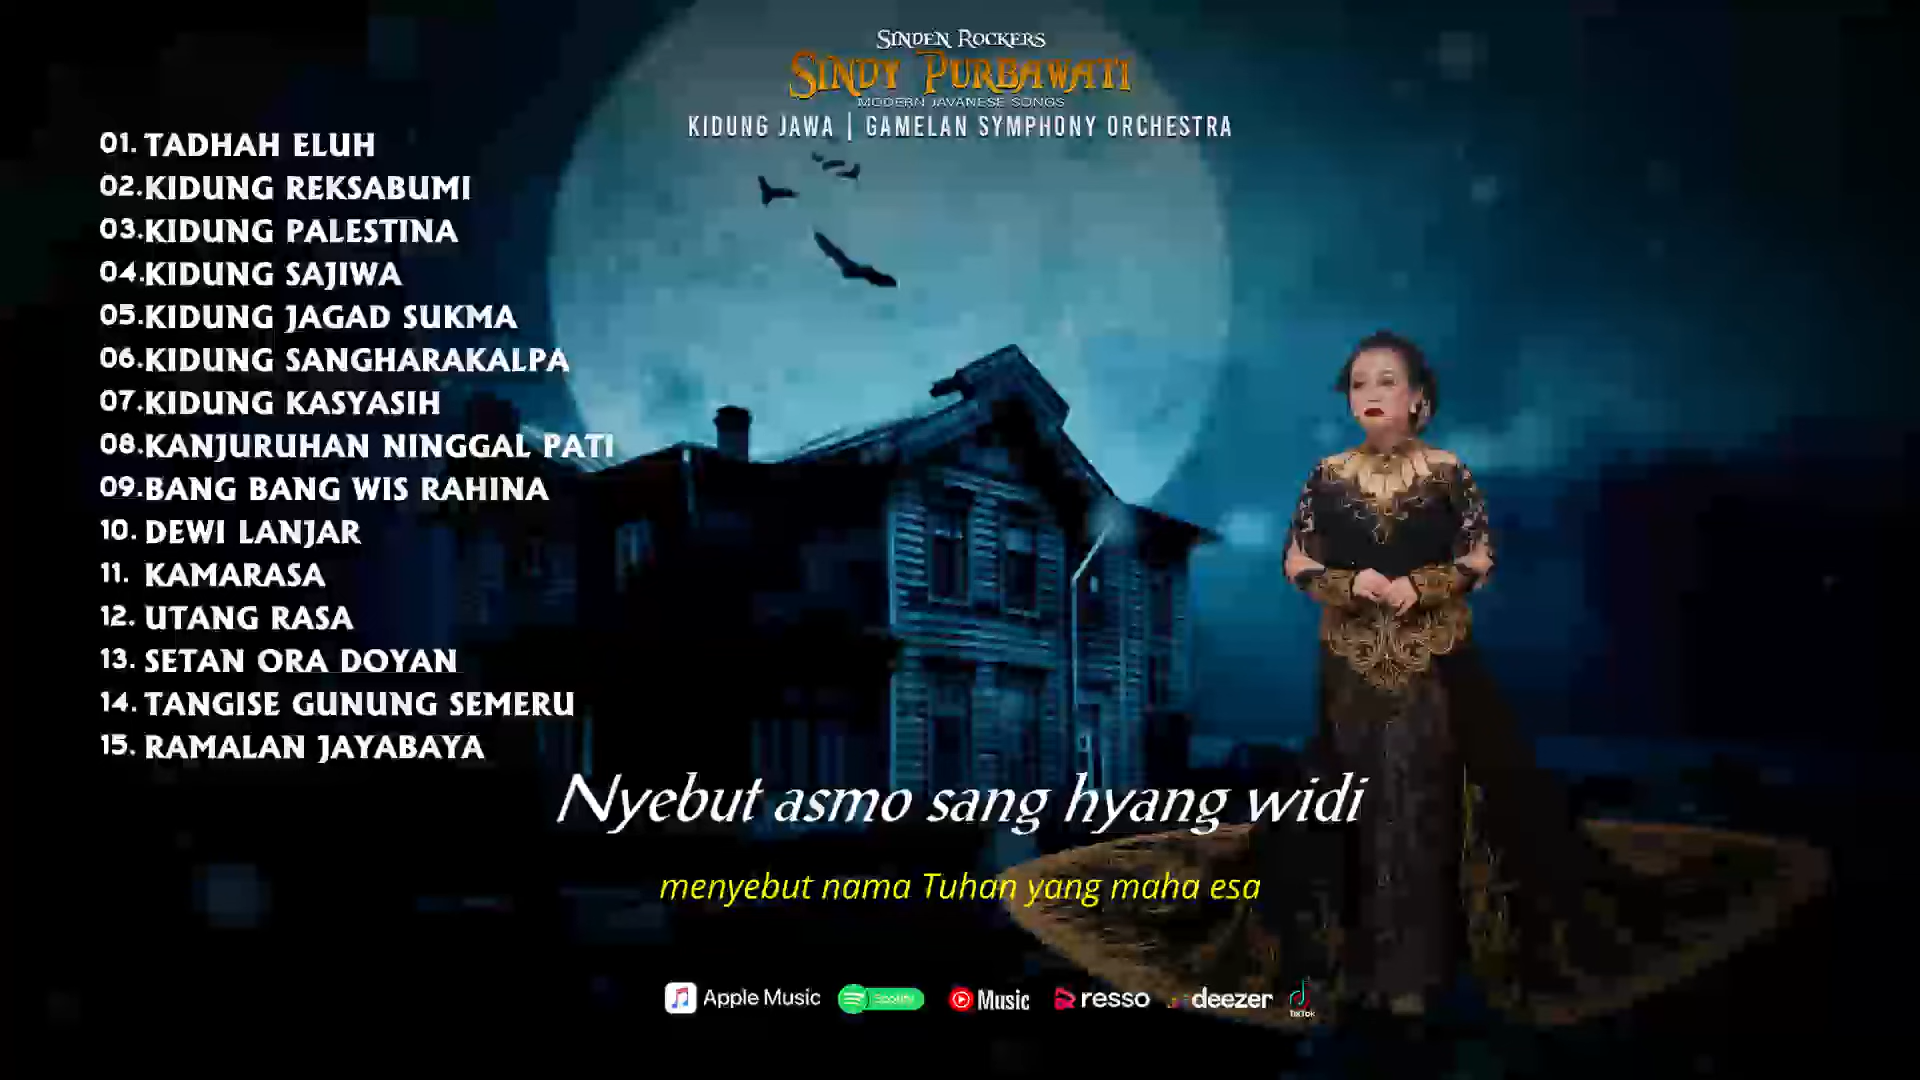 SINDEN ROCKERS
SINDY PURBAWATI
MODERN JAVANESE SONGS
KIDUNG JAWA | GAMELAN SYMPHONY ORCHESTRA
01. TADHAH ELUH
02. KIDUNG REKSABUMI
03. KIDUNG PALESTINA
04. KIDUNG SAJIWA
05. KIDUNG JAGAD SUKMA
06. KIDUNG SANGHARAKALPA
07. KIDUNG KASYASIH
08. KANJURUHAN NINGGAL PATI
09. BANG BANG WIS RAHINA
10. DEWI LANJAR
11. KAMARASA
12. UTANG RASA
13. SETAN ORA DOYAN
14. TANGISE GUNUNG SEMERU
15. RAMALAN JAYABAYA
Nyebut asmo sang hyang widi
menyebut nama Tuhan yang maha esa
Apple Music Spotify Music resso deezer TikTok